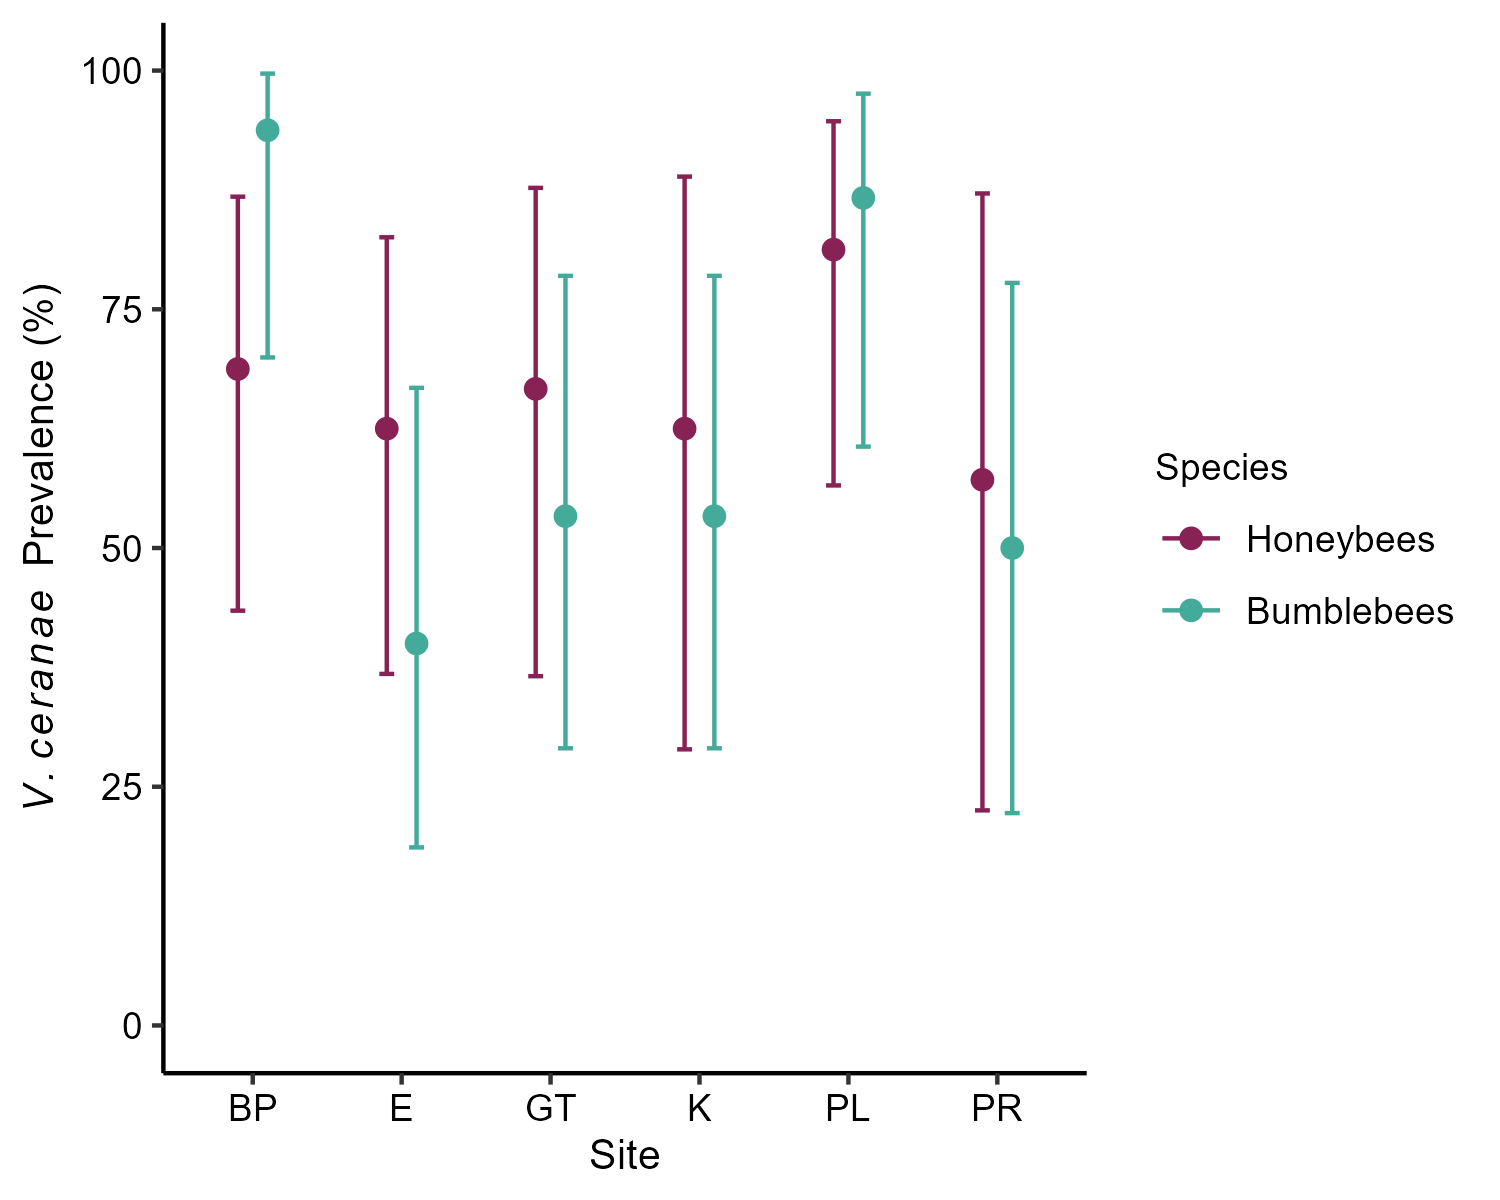 V. ceranae Prevalence (%)
100
75
50
25
0
BP E GT K PL PR
Site
Species
Honeybees
Bumblebees